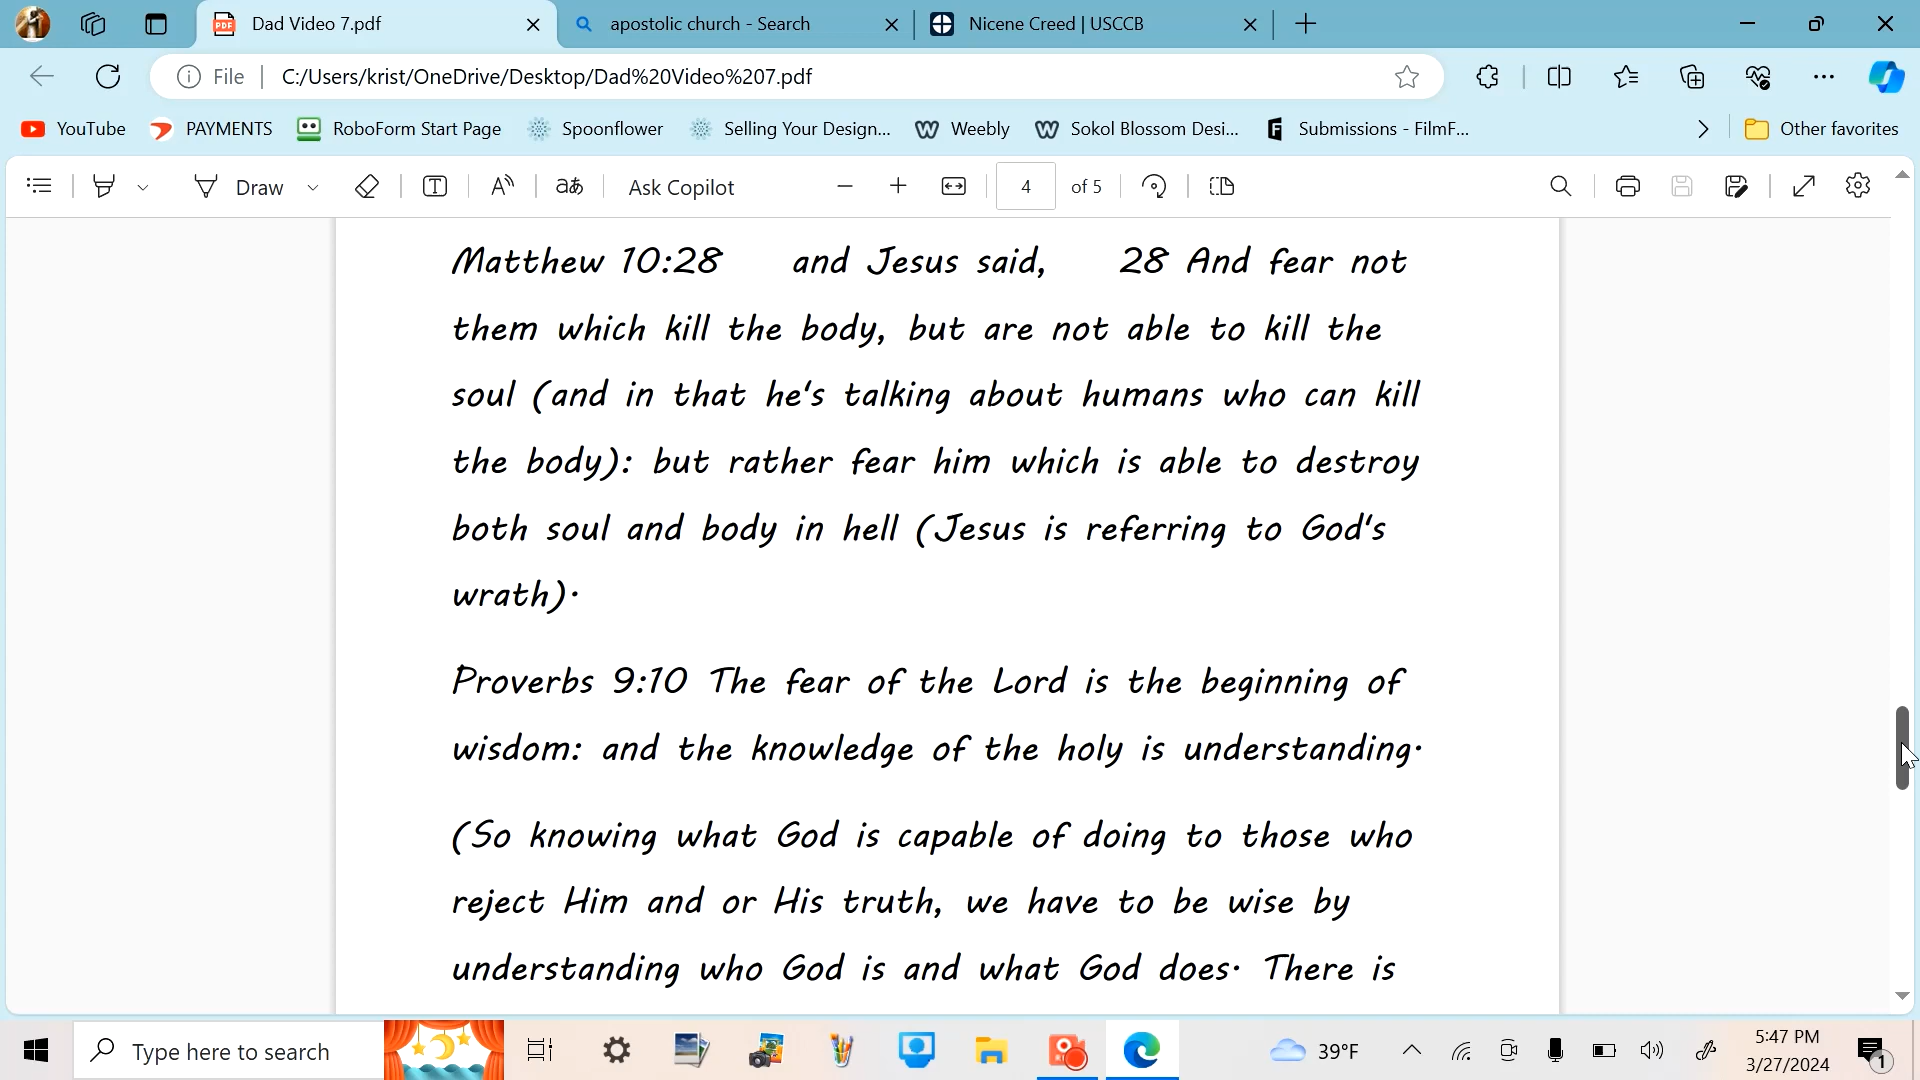 Dad Video 7.pdf
apostolic church - Search
Nicene Creed | USCCB
File
C:/Users/krist/OneDrive/Desktop/Dad%20Video%207.pdf
YouTube
PAYMENTS
RoboForm Start Page
Spoonflower
Selling Your Design...
Weebly
Sokol Blossom Desi...
Submissions - FilmF...
Other favorites
Draw
Ask Copilot
4
of 5
Matthew 10:28 and Jesus said, 28 And fear not
them which kill the body, but are not able to kill the
soul (and in that he's talking about humans who can kill
the body): but rather fear him which is able to destroy
both soul and body in hell (Jesus is referring to God's
wrath).
Proverbs 9:10 The fear of the Lord is the beginning of
wisdom: and the knowledge of the holy is understanding.
(So knowing what God is capable of doing to those who
reject Him and or His truth, we have to be wise by
understanding who God is and what God does. There is
Type here to search
39°F
5:47 PM
3/27/2024
1